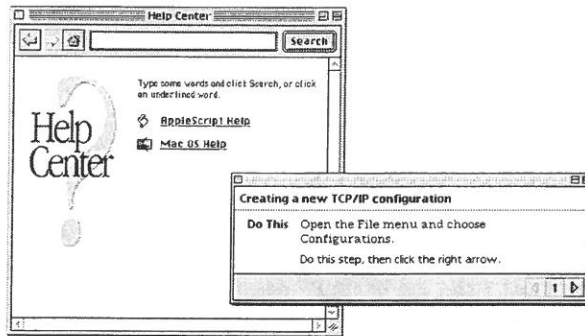 Help Center
Search
Type some words and click Search, or click
an underlined word.
Help
Center
AppleScript Help
Mac OS Help
Creating a new TCP/IP configuration
Do This Open the File menu and choose
Configurations.
Do this step, then click the right arrow.
1